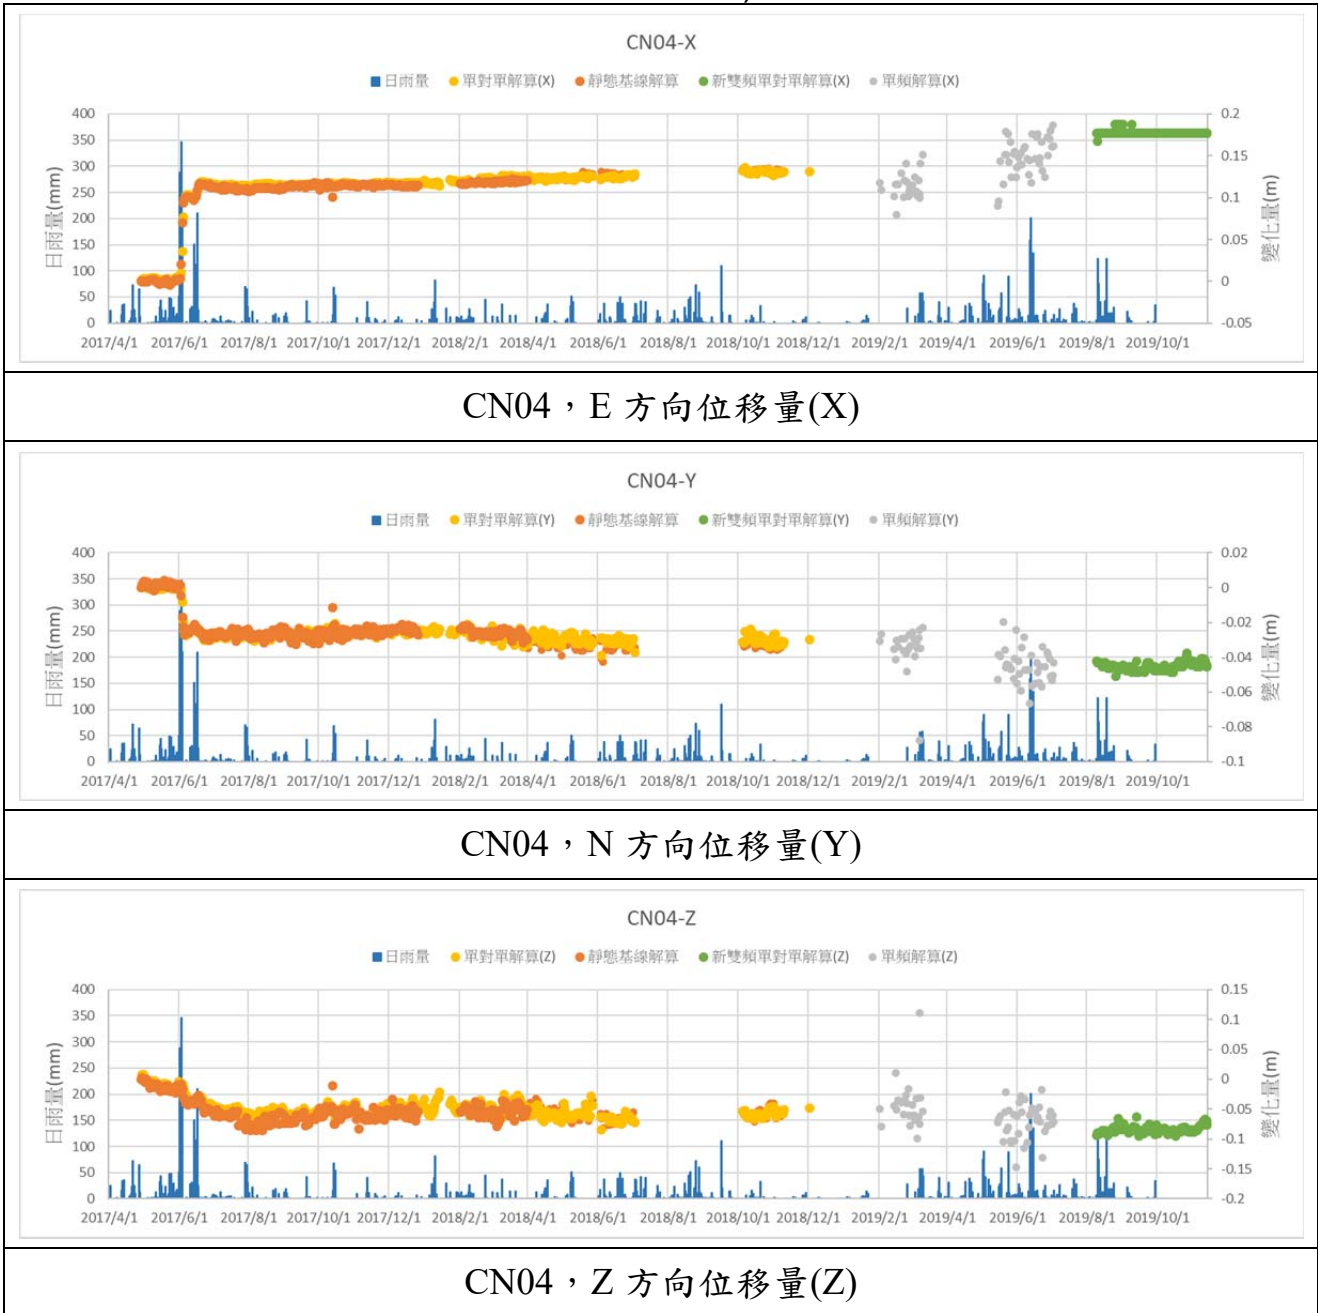 CN04-X
日雨量 單對單解算(X) 靜態基線解算 新雙頻單對單解算(X) 單頻解算(X)
400 350 300 250 200 150 100 50 0
日雨量(mm)
0.2 0.15 0.1 0.05 0 -0.05
變化量(m)
2017/4/1 2017/6/1 2017/8/1 2017/10/1 2017/12/1 2018/2/1 2018/4/1 2018/6/1 2018/8/1 2018/10/1 2018/12/1 2019/2/1 2019/4/1 2019/6/1 2019/8/1 2019/10/1
CN04，E 方向位移量(X)
CN04-Y
日雨量 單對單解算(Y) 靜態基線解算 新雙頻單對單解算(Y) 單頻解算(Y)
400 350 300 250 200 150 100 50 0
日雨量(mm)
0.02 0 -0.02 -0.04 -0.06 -0.08 -0.1
變化量(m)
2017/4/1 2017/6/1 2017/8/1 2017/10/1 2017/12/1 2018/2/1 2018/4/1 2018/6/1 2018/8/1 2018/10/1 2018/12/1 2019/2/1 2019/4/1 2019/6/1 2019/8/1 2019/10/1
CN04，N 方向位移量(Y)
CN04-Z
日雨量 單對單解算(Z) 靜態基線解算 新雙頻單對單解算(Z) 單頻解算(Z)
400 350 300 250 200 150 100 50 0
日雨量(mm)
0.15 0.1 0.05 0 -0.05 -0.1 -0.15 -0.2
變化量(m)
2017/4/1 2017/6/1 2017/8/1 2017/10/1 2017/12/1 2018/2/1 2018/4/1 2018/6/1 2018/8/1 2018/10/1 2018/12/1 2019/2/1 2019/4/1 2019/6/1 2019/8/1 2019/10/1
CN04，Z 方向位移量(Z)